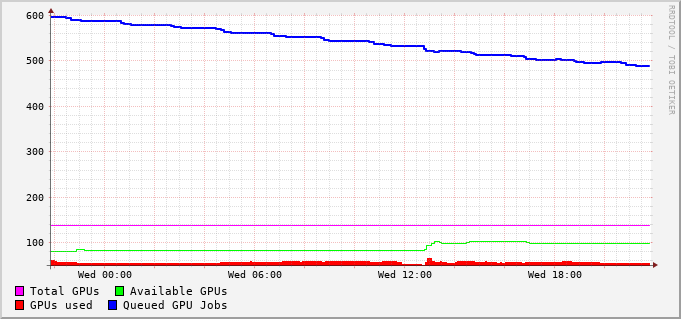 600
500
400
300
200
100
Wed 00:00 Wed 06:00 Wed 12:00 Wed 18:00
Total GPUs Available GPUs
GPUs used Queued GPU Jobs
RRDTOOL / TOBI OETIKER